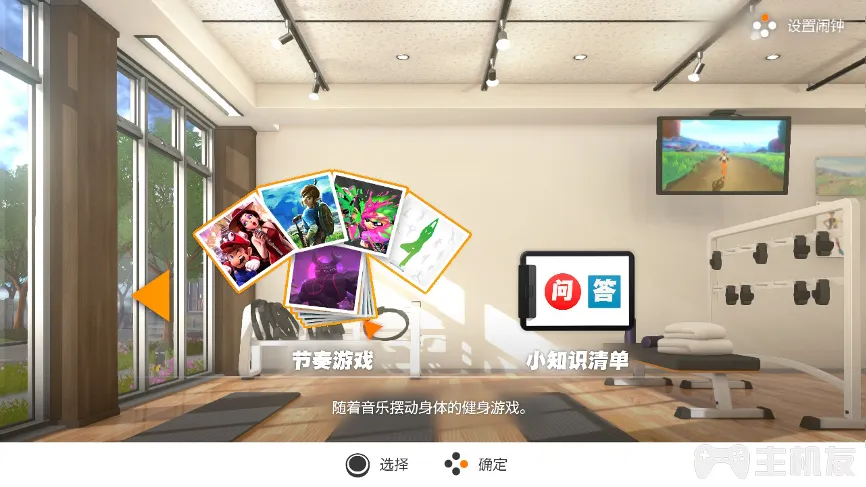 设置闹钟
问 答
节奏游戏
小知识清单
随着音乐摆动身体的健身游戏。
选择
确定
主机友